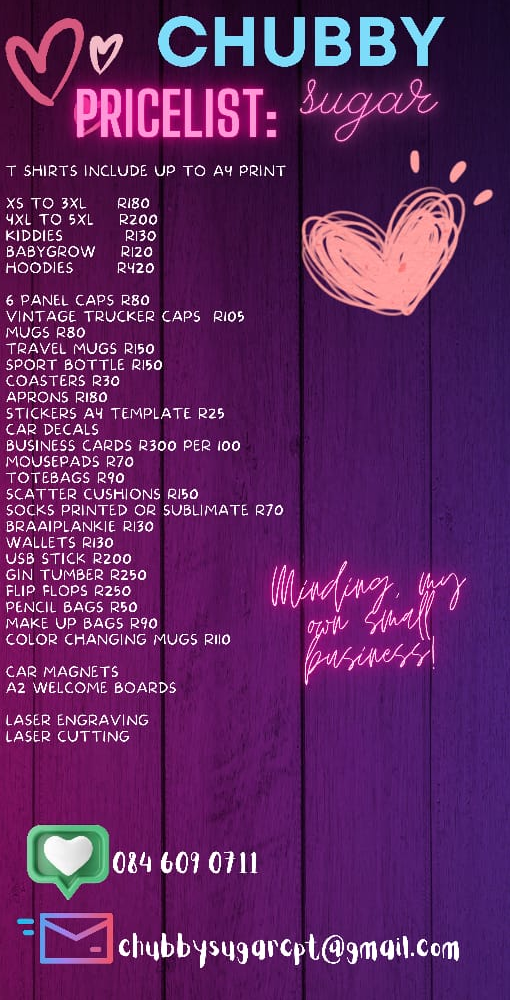 CHUBBY
sugar
PRICELIST:
T SHIRTS INCLUDE UP TO A4 PRINT
XS TO 3XL R180
4XL TO 5XL R200
KIDDIES R130
BABYGROW R120
HOODIES R420
6 PANEL CAPS R80
VINTAGE TRUCKER CAPS R105
MUGS R80
TRAVEL MUGS R150
SPORT BOTTLE R150
COASTERS R30
APRONS R180
STICKERS A4 TEMPLATE R25
CAR DECALS
BUSINESS CARDS R300 PER 100
MOUSEPADS R70
TOTEBAGS R90
SCATTER CUSHIONS R150
SOCKS PRINTED OR SUBLIMATE R70
BRAAIPLANKIE R130
WALLETS R130
USB STICK R200
GIN TUMBER R250
FLIP FLOPS R250
PENCIL BAGS R50
MAKE UP BAGS R90
COLOR CHANGING MUGS R110
CAR MAGNETS
A2 WELCOME BOARDS
LASER ENGRAVING
LASER CUTTING
Minding, my
own small
business!
084 609 0711
chubbysugarcpt@gmail.com